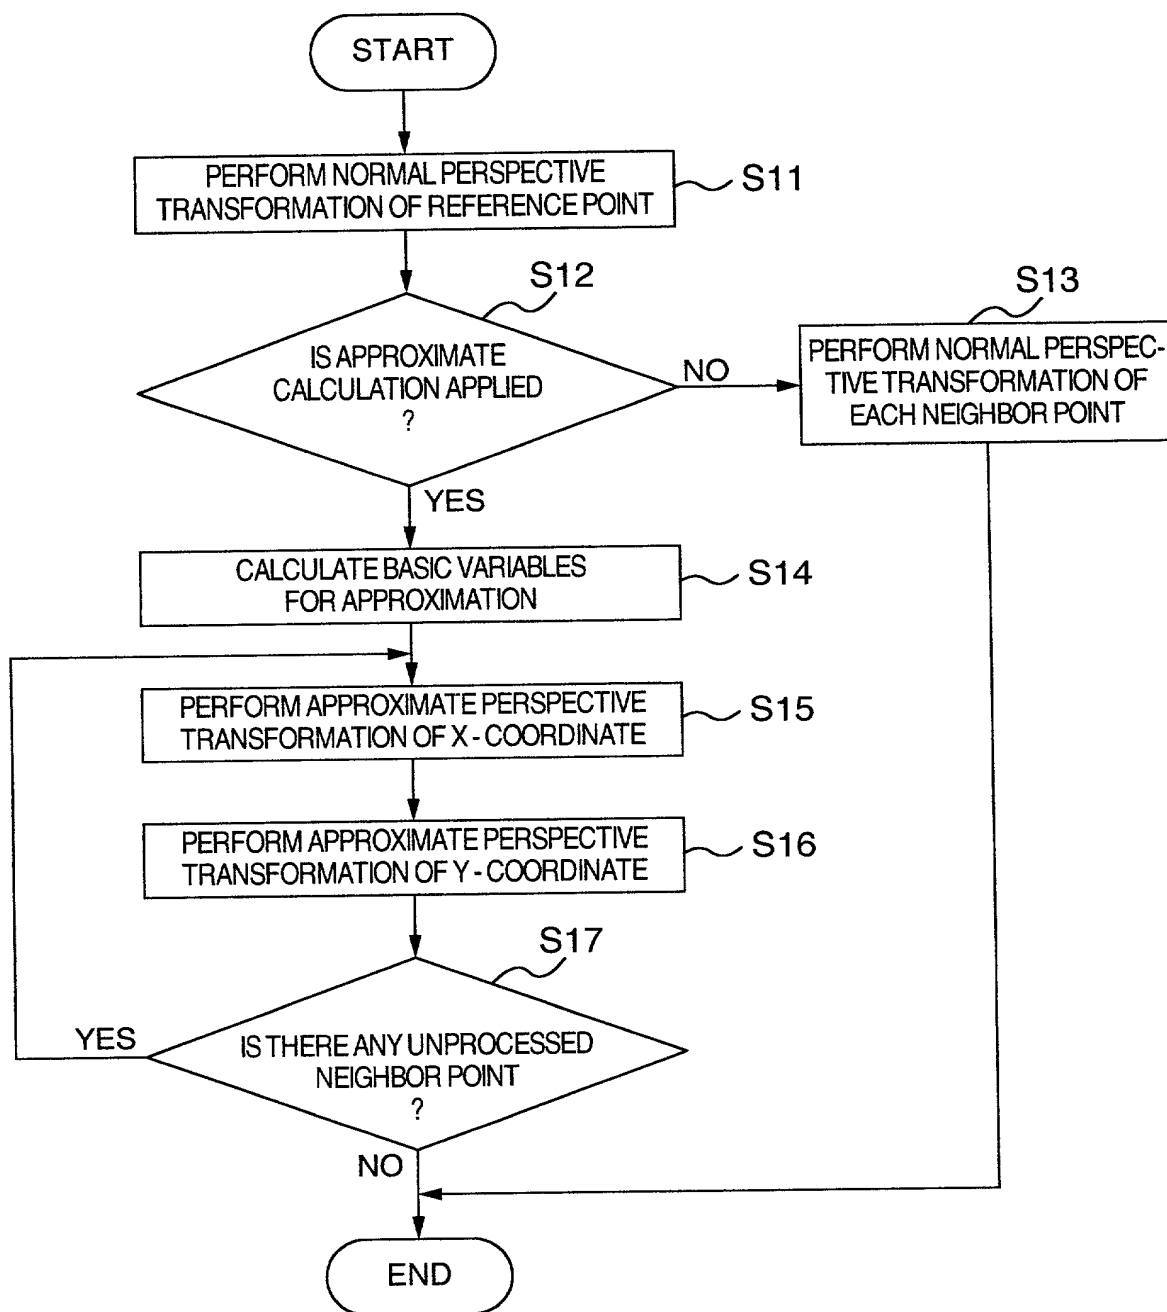 START
PERFORM NORMAL PERSPECTIVE
TRANSFORMATION OF REFERENCE POINT
S11
S12
IS APPROXIMATE
CALCULATION APPLIED
?
NO
S13
PERFORM NORMAL PERSPEC-
TIVE TRANSFORMATION OF
EACH NEIGHBOR POINT
YES
CALCULATE BASIC VARIABLES
FOR APPROXIMATION
S14
PERFORM APPROXIMATE PERSPECTIVE
TRANSFORMATION OF X - COORDINATE
S15
PERFORM APPROXIMATE PERSPECTIVE
TRANSFORMATION OF Y - COORDINATE
S16
S17
YES
IS THERE ANY UNPROCESSED
NEIGHBOR POINT
?
NO
END